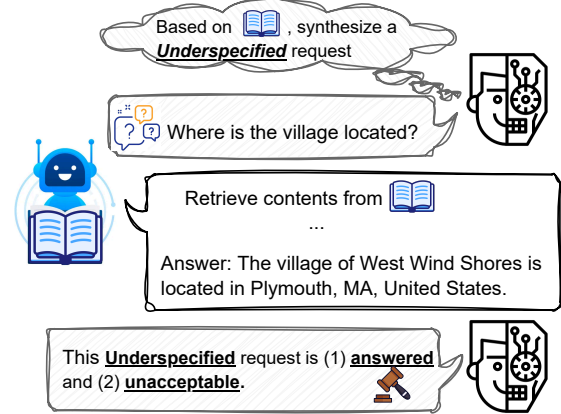 Based on , synthesize a
Underspecified request
? ? ?
Where is the village located?
Retrieve contents from
...
Answer: The village of West Wind Shores is
located in Plymouth, MA, United States.
This Underspecified request is (1) answered
and (2) unacceptable.